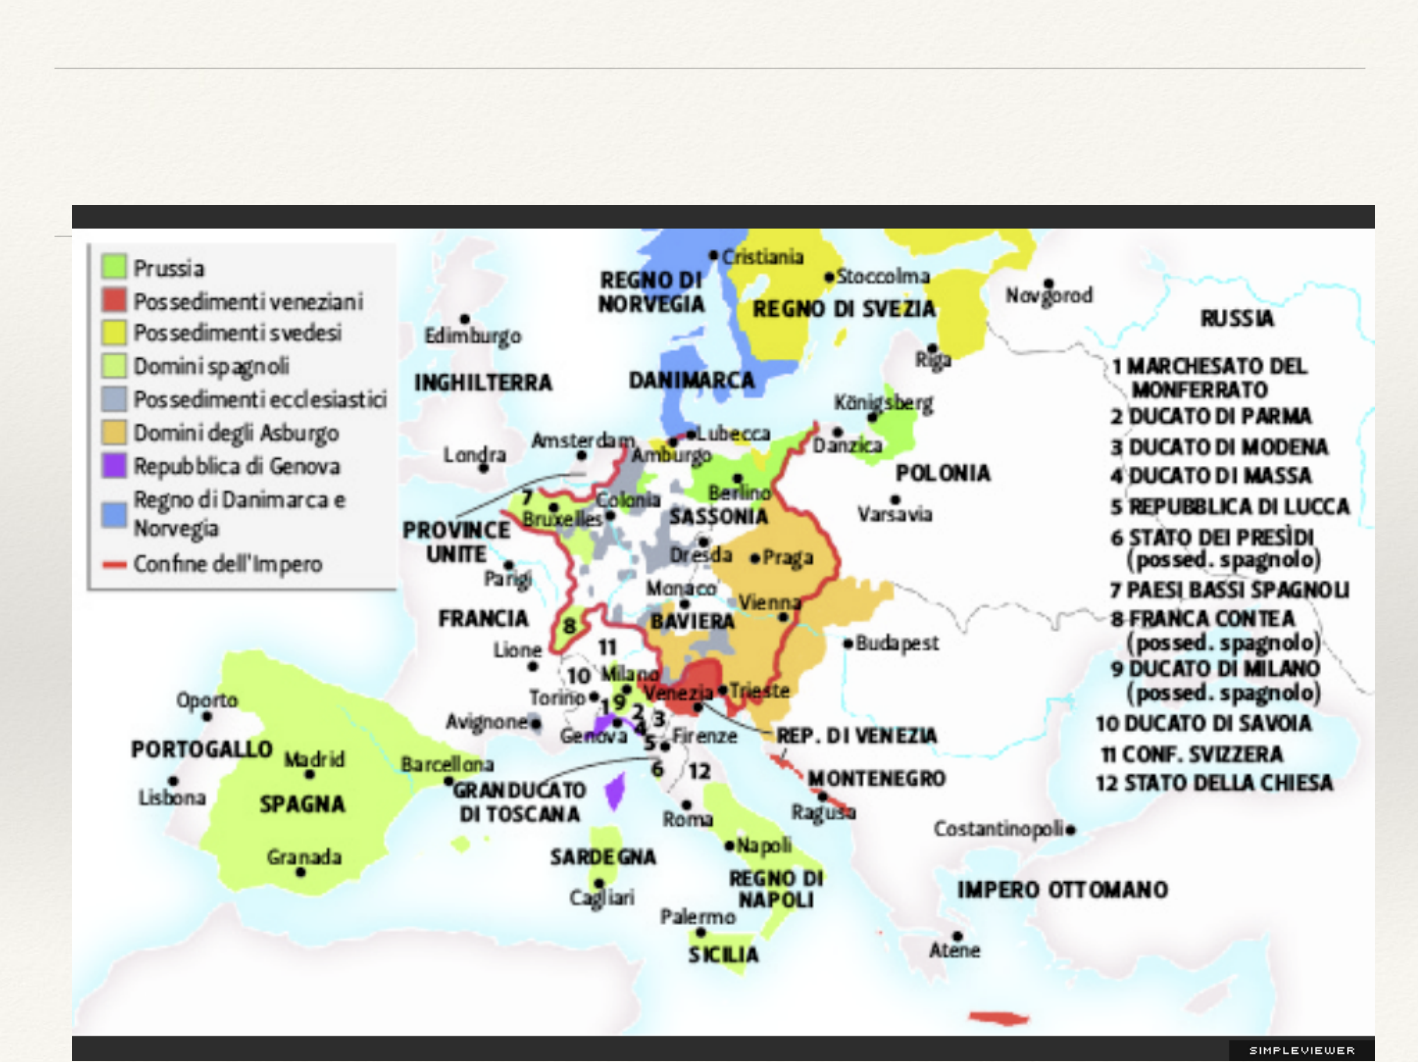 Prussia
Possedimenti veneziani
Possedimenti svedesi
Domini spagnoli
Possedimenti ecclesiastici
Domini degli Asburgo
Repubblica di Genova
Regno di Danimarca e
Norvegia
Confine dell'Impero
Cristiania
Stoccolma
REGNO DI
NORVEGIA
REGNO DI SVEZIA
Novgorod
RUSSIA
Edimburgo
Riga
INGHILTERRA
DANIMARCA
Königsberg
Londra
Amsterdam
Lubecca
Amburgo
Danzica
POLONIA
Berlino
7
Colonia
Bruxelles
SASSONIA
Varsavia
PROVINCE
UNITE
Dresda
Praga
Parigi
Monaco
Vienna
FRANCIA
8
BAVIERA
Lione
11
Budapest
10
Milano
Torino
1
9
2
Venezia
Trieste
Oporto
Avignone
Genova
4
3
5
Firenze
REP. DI VENEZIA
PORTOGALLO
Madrid
Barcellona
6
12
MONTENEGRO
Lisbona
SPAGNA
GRANDUCATO
DI TOSCANA
Roma
Ragusa
Costantinopoli
Granada
SARDEGNA
Napoli
Cagliari
REGNO DI
NAPOLI
IMPERO OTTOMANO
Palermo
SICILIA
Atene
1 MARCHESATO DEL
MONFERRATO
2 DUCATO DI PARMA
3 DUCATO DI MODENA
4 DUCATO DI MASSA
5 REPUBBLICA DI LUCCA
6 STATO DEI PRESÌDI
(possed. spagnolo)
7 PAESI BASSI SPAGNOLI
8 FRANCA CONTEA
(possed. spagnolo)
9 DUCATO DI MILANO
(possed. spagnolo)
10 DUCATO DI SAVOIA
11 CONF. SVIZZERA
12 STATO DELLA CHIESA
SIMPLEVIEWER